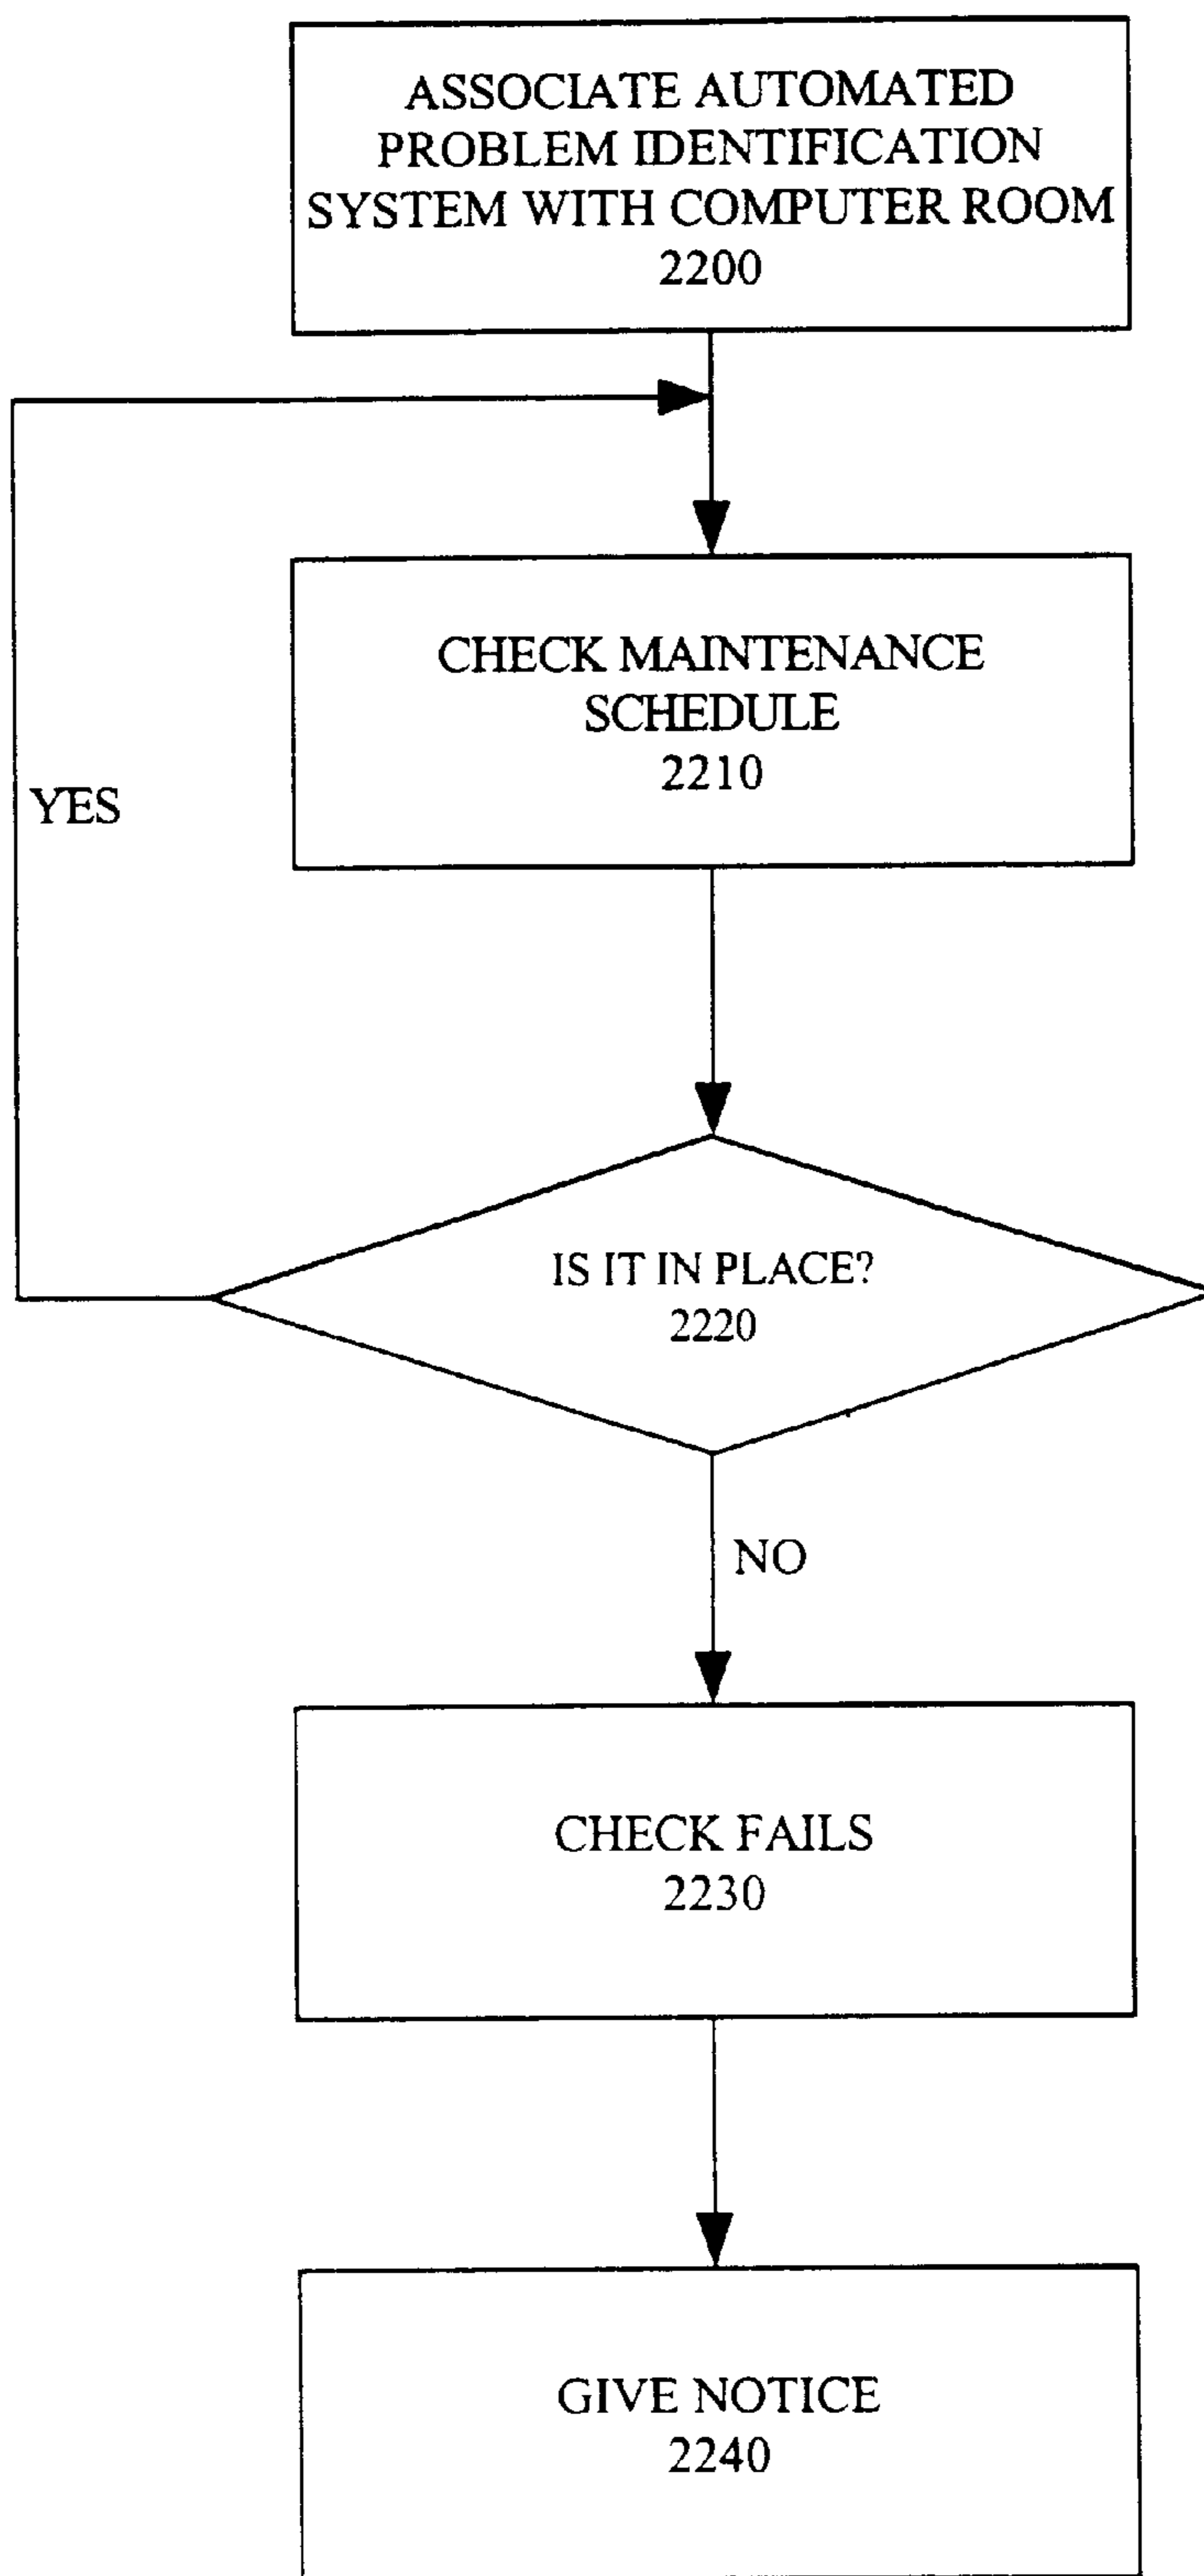 ASSOCIATE AUTOMATED
PROBLEM IDENTIFICATION
SYSTEM WITH COMPUTER ROOM
2200
CHECK MAINTENANCE
SCHEDULE
2210
YES
IS IT IN PLACE?
2220
NO
CHECK FAILS
2230
GIVE NOTICE
2240